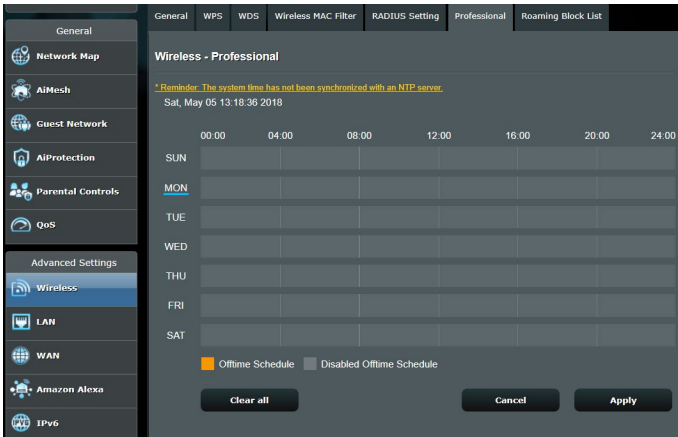 General WPS WDS Wireless MAC Filter RADIUS Setting Professional Roaming Block List
General
Network Map
AiMesh
Guest Network
AiProtection
Parental Controls
QoS
Advanced Settings
Wireless
LAN
WAN
Amazon Alexa
IPv6
Wireless - Professional
* Reminder: The system time has not been synchronized with an NTP server.
Sat, May 05 13:18:36 2018
00:00 04:00 08:00 12:00 16:00 20:00 24:00
SUN
MON
TUE
WED
THU
FRI
SAT
Offtime Schedule Disabled Offtime Schedule
Clear all Cancel Apply